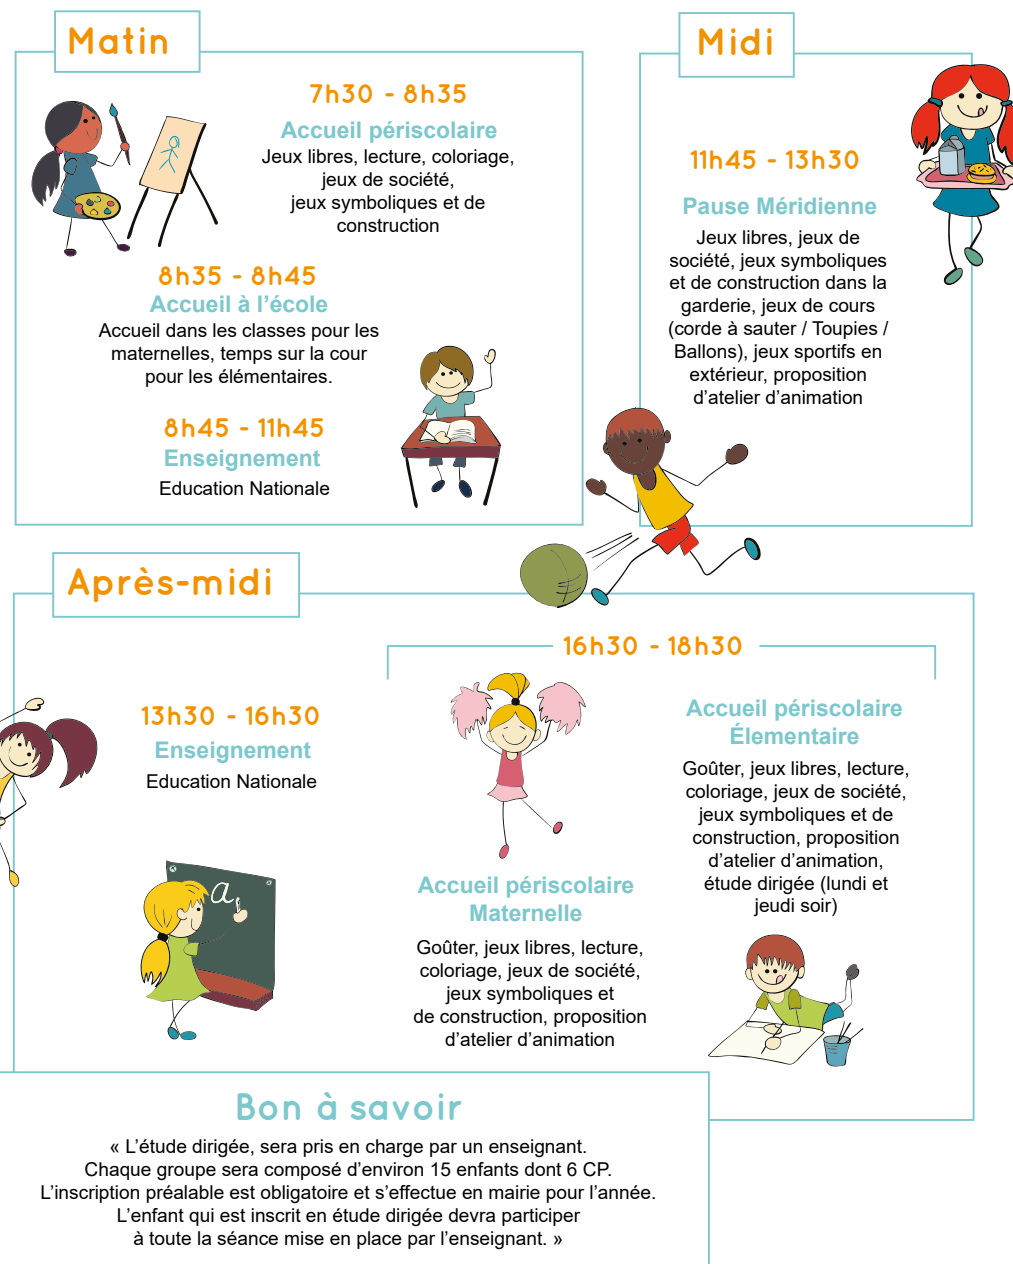 Matin
7h30 - 8h35
Accueil périscolaire
Jeux libres, lecture, coloriage,
jeux de société,
jeux symboliques et de
construction
8h35 - 8h45
Accueil à l'école
Accueil dans les classes pour les
maternelles, temps sur la cour
pour les élémentaires.
8h45 - 11h45
Enseignement
Education Nationale
Midi
11h45 - 13h30
Pause Méridienne
Jeux libres, jeux de
société, jeux symboliques
et de construction dans la
garderie, jeux de cours
(corde à sauter / Toupies /
Ballons), jeux sportifs en
extérieur, proposition
d'atelier d'animation
Après-midi
13h30 - 16h30
Enseignement
Education Nationale
a
16h30 - 18h30
Accueil périscolaire
Maternelle
Goûter, jeux libres, lecture,
coloriage, jeux de société,
jeux symboliques et
de construction, proposition
d'atelier d'animation
Accueil périscolaire
Élementaire
Goûter, jeux libres, lecture,
coloriage, jeux de société,
jeux symboliques et de
construction, proposition
d'atelier d'animation,
étude dirigée (lundi et
jeudi soir)
Bon à savoir
« L'étude dirigée, sera pris en charge par un enseignant.
Chaque groupe sera composé d'environ 15 enfants dont 6 CP.
L'inscription préalable est obligatoire et s'effectue en mairie pour l'année.
L'enfant qui est inscrit en étude dirigée devra participer
à toute la séance mise en place par l'enseignant. »